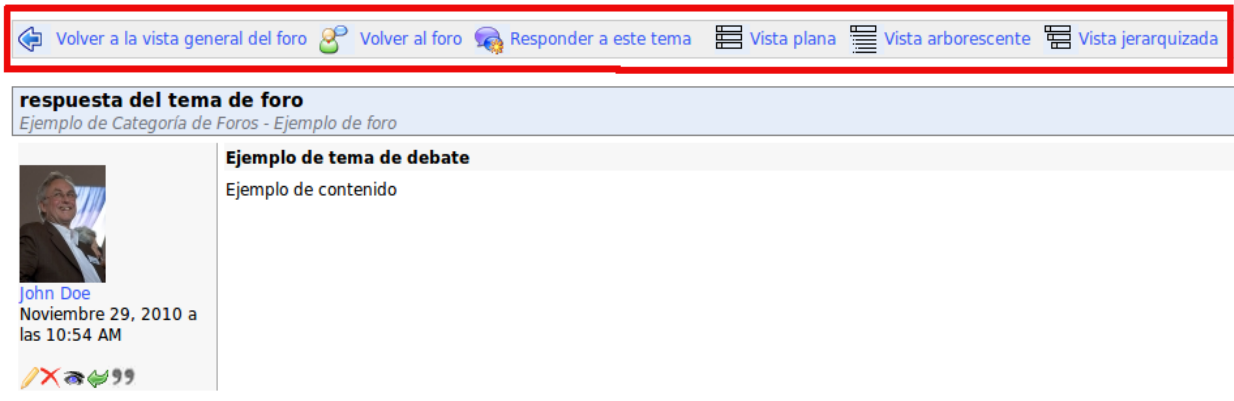 Volver a la vista general del foro Volver al foro Responder a este tema Vista plana Vista arborescente Vista jerarquizada
respuesta del tema de foro
Ejemplo de Categoría de Foros - Ejemplo de foro
Ejemplo de tema de debate
Ejemplo de contenido
John Doe
Noviembre 29, 2010 a
las 10:54 AM